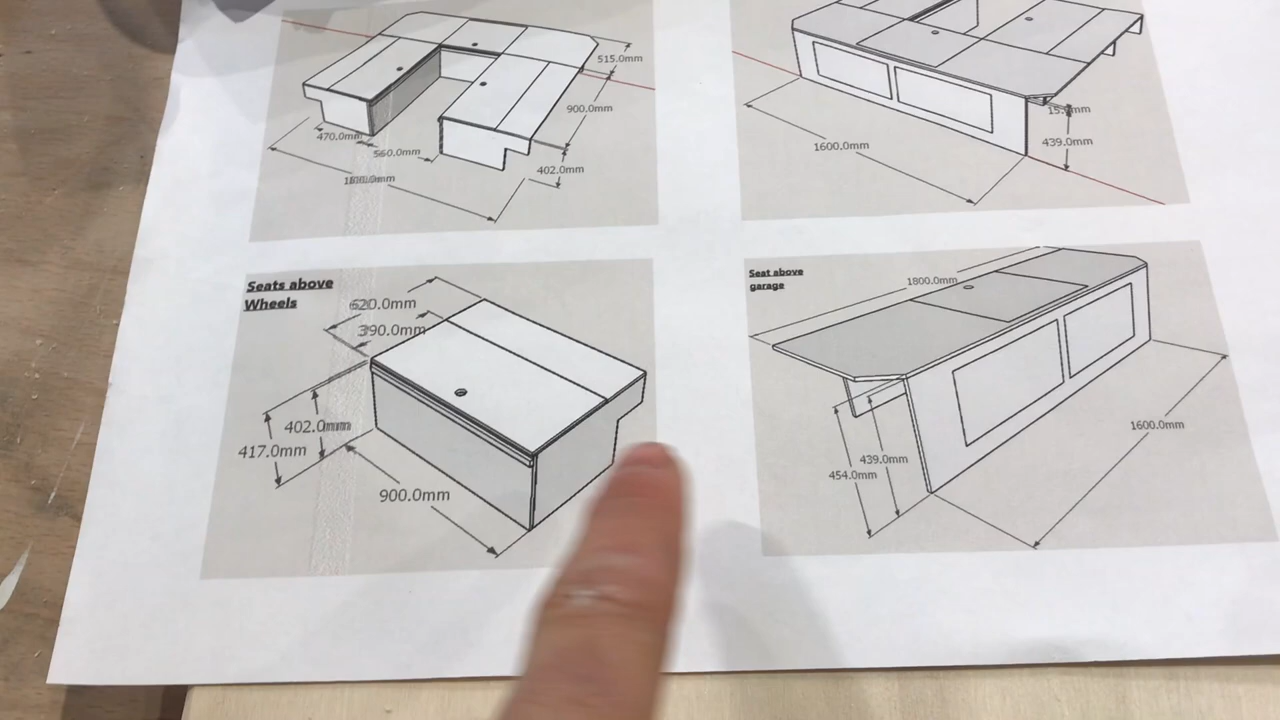 515.0mm
900.0mm
470.0mm
560.0mm
402.0mm
15.0mm
439.0mm
1600.0mm
Seats above
Wheels
620.0mm
390.0mm
402.0mm
417.0mm
900.0mm
Seat above
garage
1800.0mm
1600.0mm
439.0mm
454.0mm